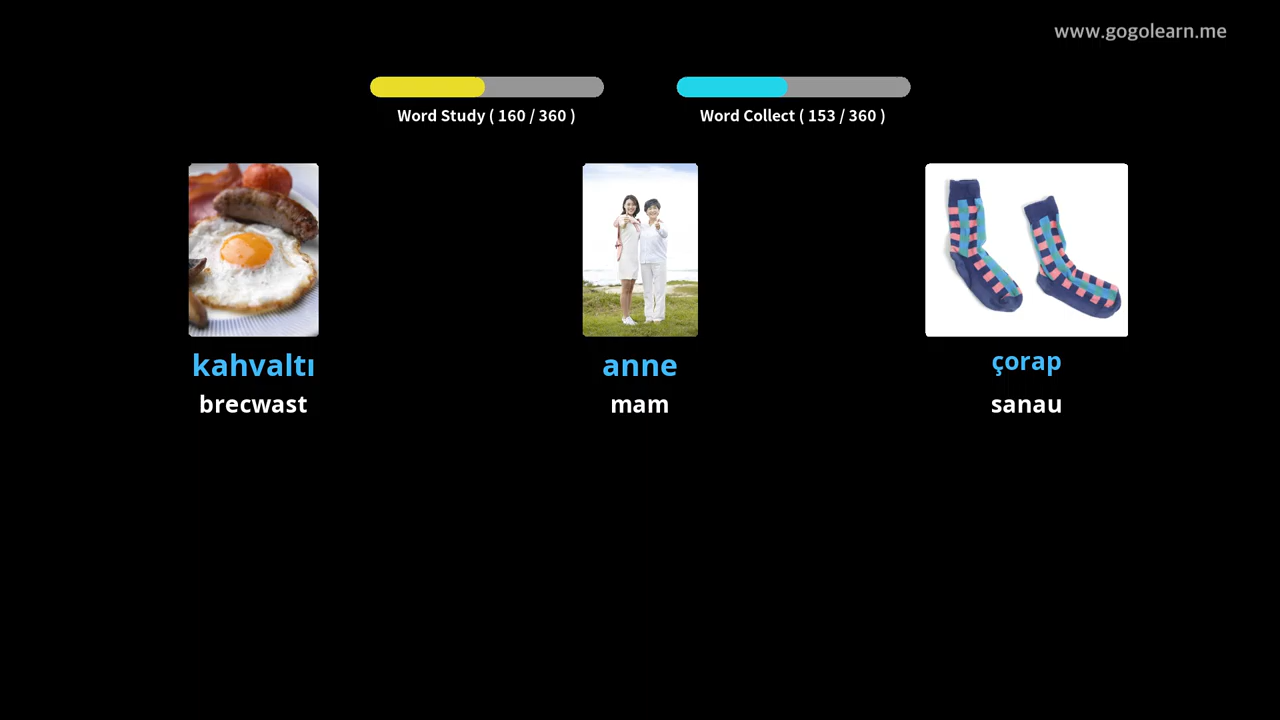 www.gogolearn.me
Word Study ( 160 / 360 )
Word Collect ( 153 / 360 )
kahvaltı
brecwast
anne
mam
çorap
sanau